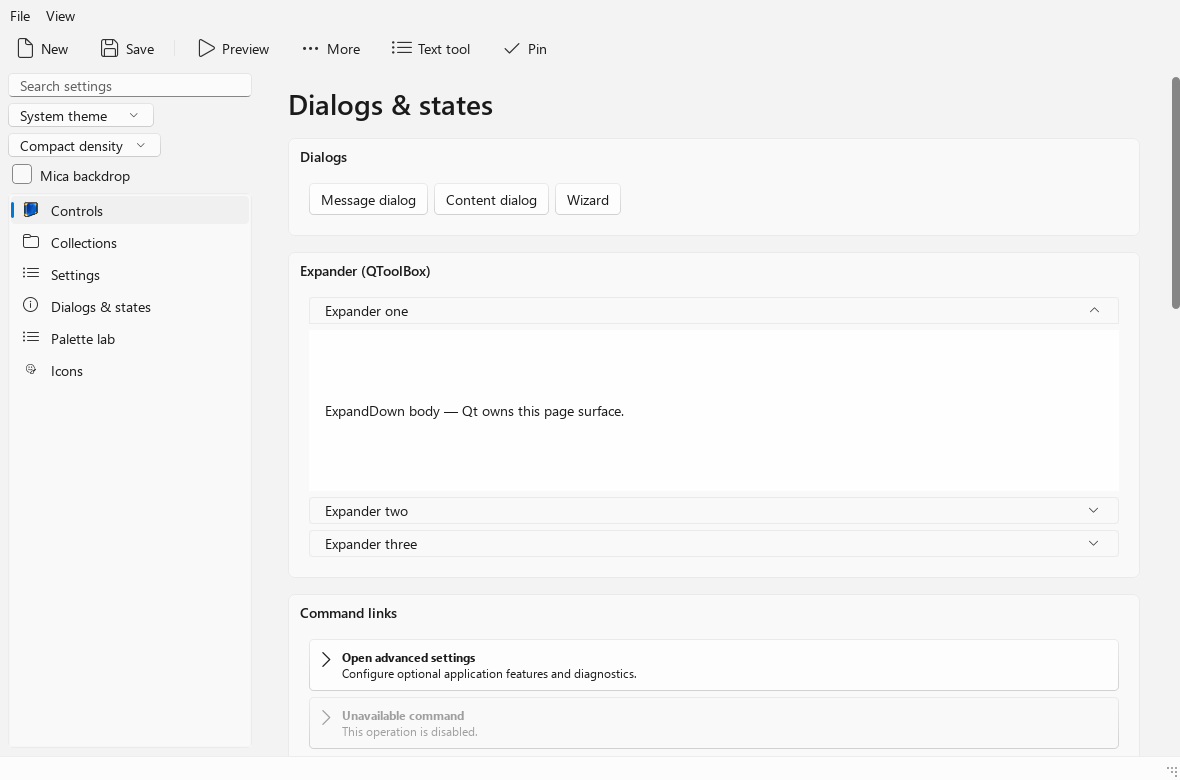 File View
New Save Preview More Text tool Pin
Search settings
System theme
Compact density
Mica backdrop
Controls
Collections
Settings
Dialogs & states
Palette lab
Icons
Dialogs & states
Dialogs
Message dialog Content dialog Wizard
Expander (QToolBox)
Expander one
ExpandDown body — Qt owns this page surface.
Expander two
Expander three
Command links
Open advanced settings
Configure optional application features and diagnostics.
Unavailable command
This operation is disabled.